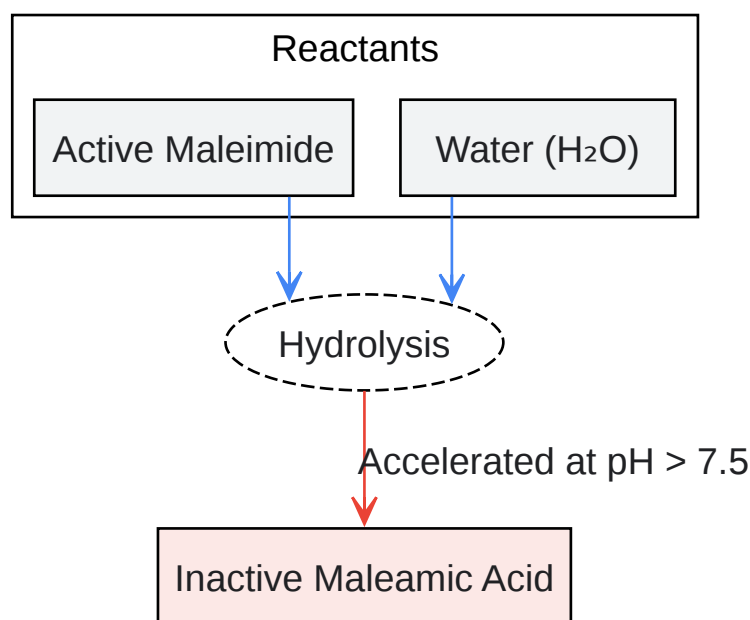 Reactants
Active Maleimide
Water (H₂O)
Hydrolysis
Accelerated at pH > 7.5
Inactive Maleamic Acid